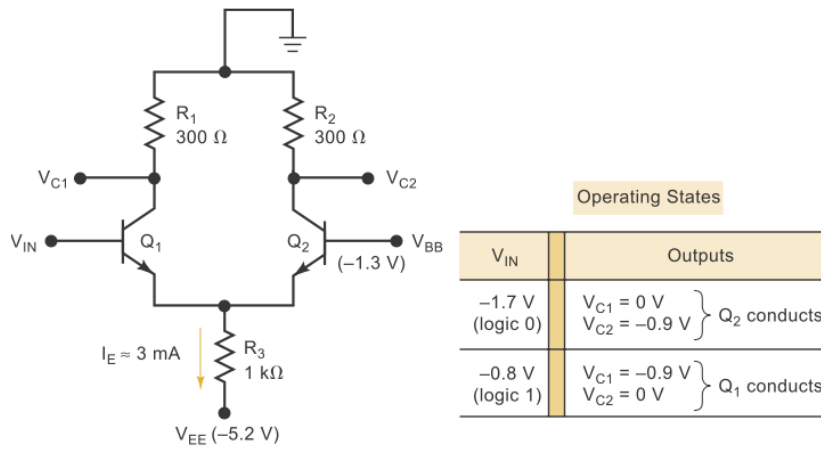 R1
300 Ω
R2
300 Ω
VC1
VC2
VIN
Q1
Q2
VBB
(–1.3 V)
IE ≈ 3 mA
R3
1 kΩ
VEE (–5.2 V)
Operating States
VIN
Outputs
–1.7 V
(logic 0)
VC1 = 0 V
VC2 = –0.9 V
Q2 conducts
–0.8 V
(logic 1)
VC1 = –0.9 V
VC2 = 0 V
Q1 conducts